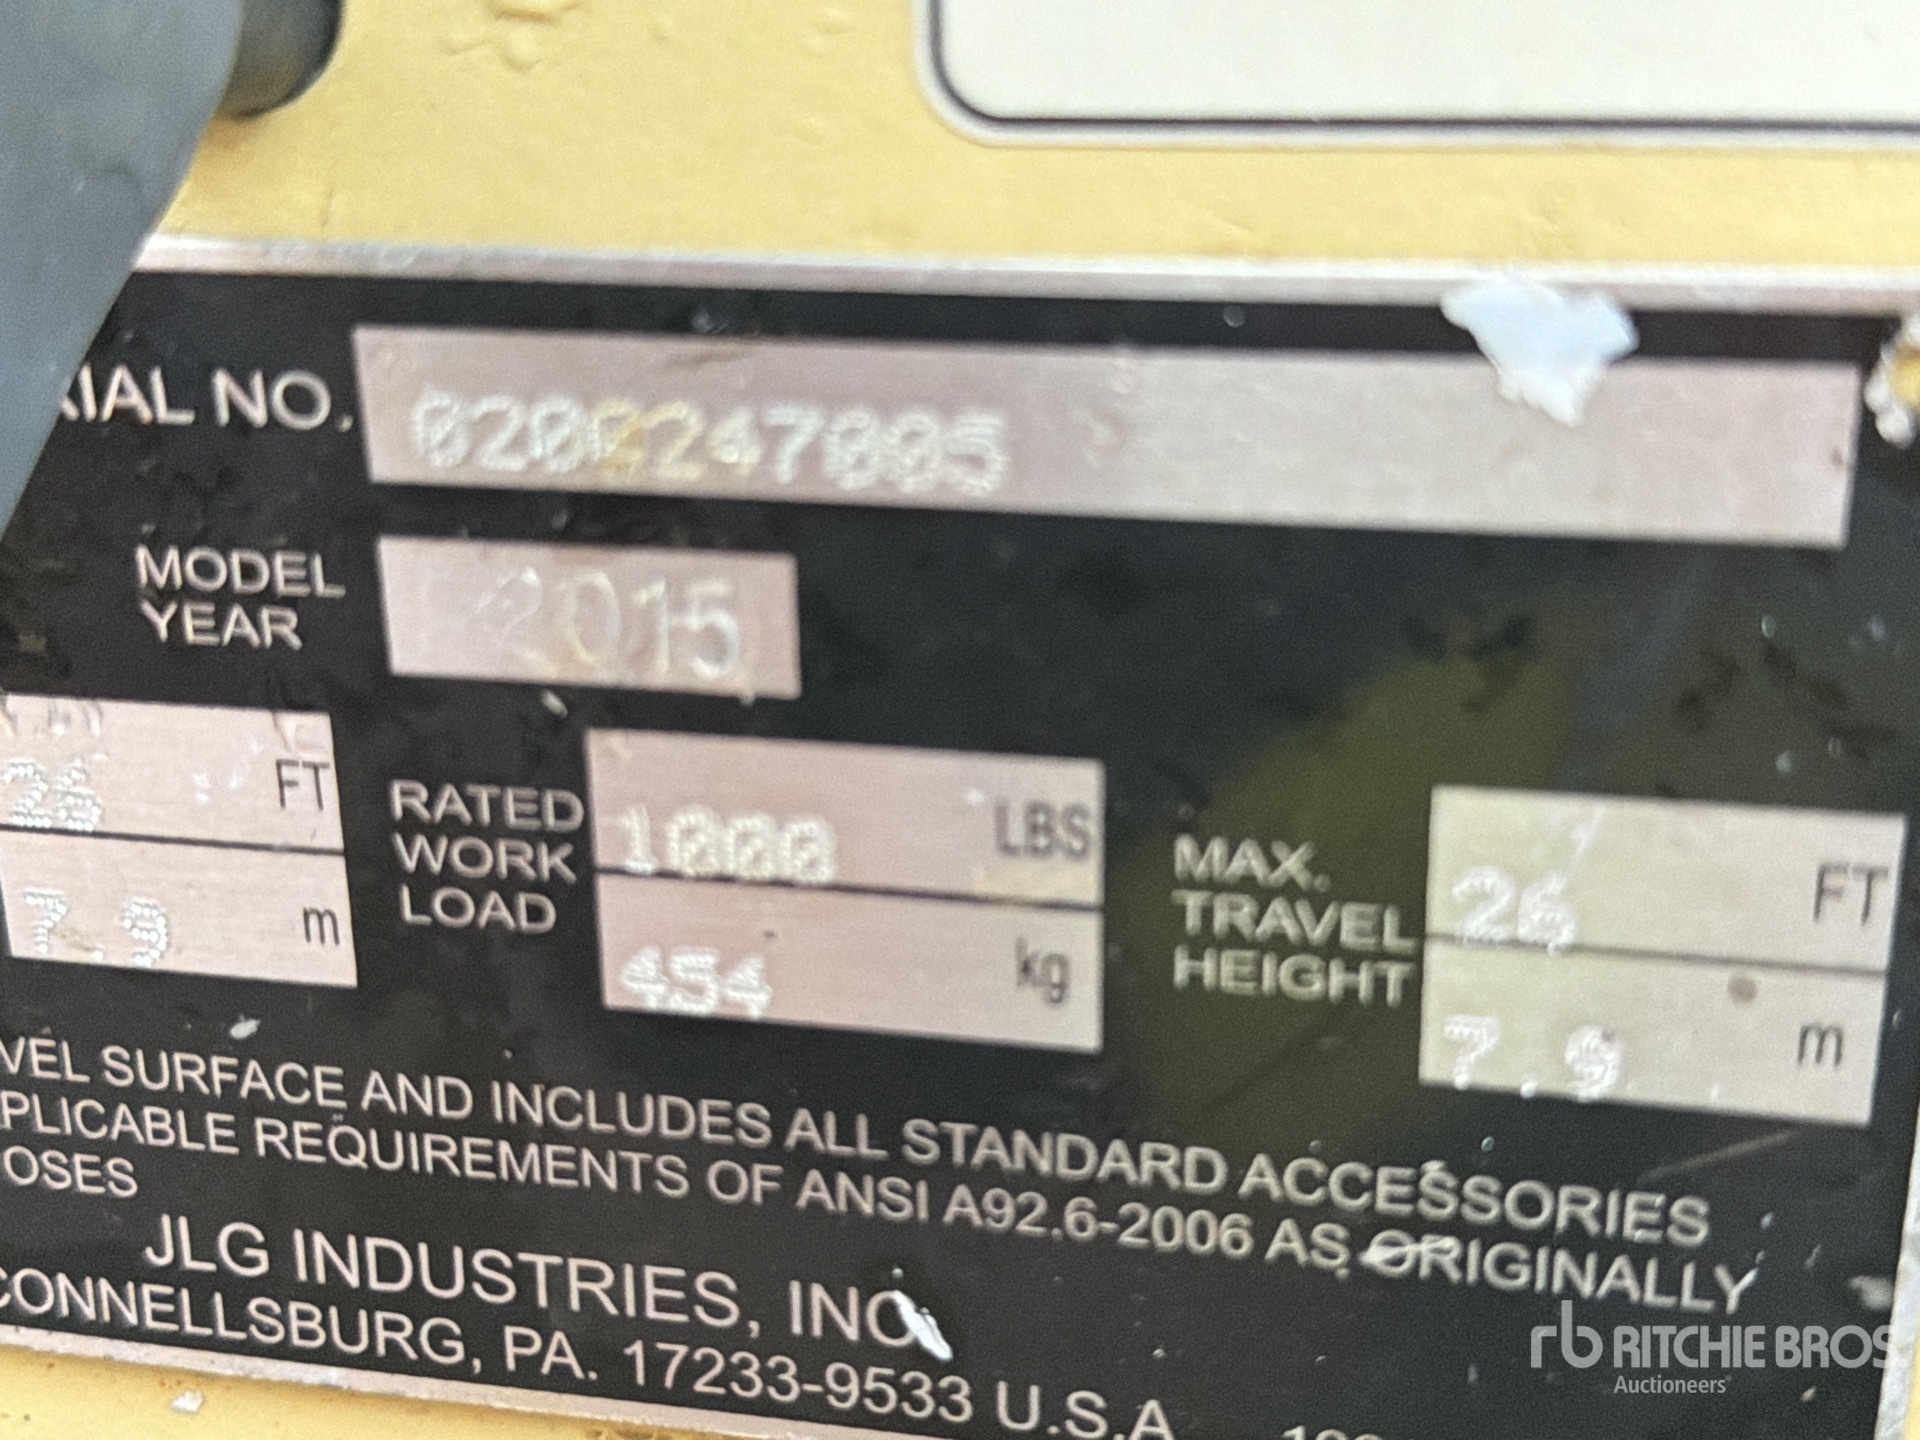 RIAL NO. 0200247005
MODEL YEAR 2015
26 FT
7.9 m
RATED WORK LOAD
1000 LBS
454 kg
MAX. TRAVEL HEIGHT
26 FT
7.9 m
VEL SURFACE AND INCLUDES ALL STANDARD ACCESSORIES
PLICABLE REQUIREMENTS OF ANSI A92.6-2006 AS ORIGINALLY
OSES
JLG INDUSTRIES, INC
CONNELLSBURG, PA. 17233-9533 U.S.A
rb RITCHIE BROS.
Auctioneers